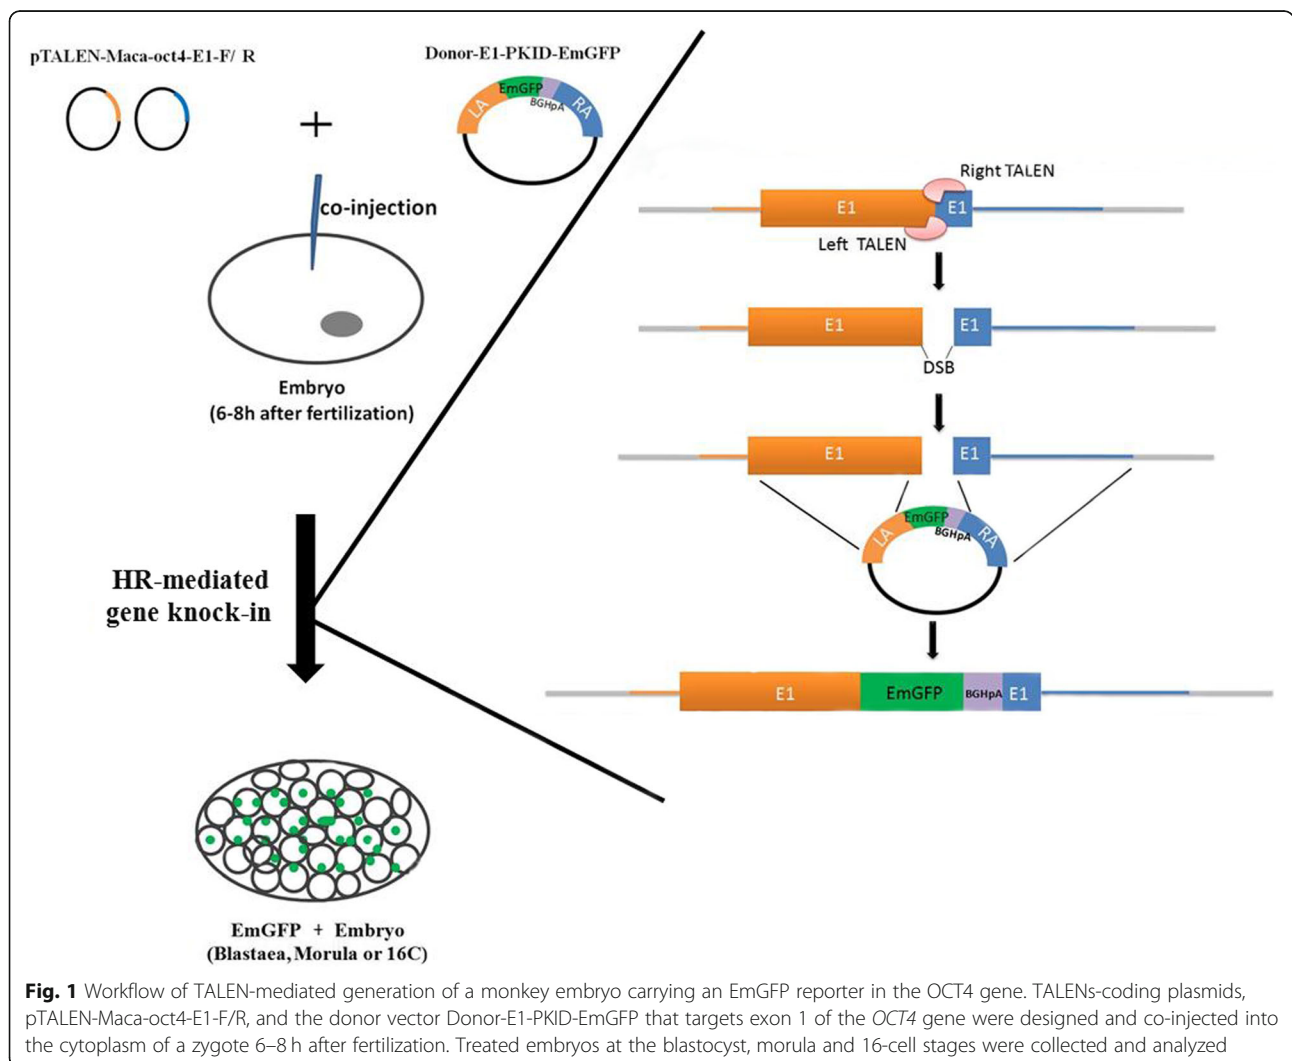 pTALEN-Maca-oct4-E1-F/ R
Donor-E1-PKID-EmGFP
LA
EmGFP
BGHpA
RA
+
co-injection
Embryo
(6-8h after fertilization)
HR-mediated
gene knock-in
EmGFP + Embryo
(Blastaea, Morula or 16C)
Right TALEN
E1
E1
Left TALEN
E1
E1
DSB
E1
E1
LA
EmGFP
BGHpA
RA
E1
EmGFP
BGHpA
E1
Fig. 1 Workflow of TALEN-mediated generation of a monkey embryo carrying an EmGFP reporter in the OCT4 gene. TALENs-coding plasmids,
pTALEN-Maca-oct4-E1-F/R, and the donor vector Donor-E1-PKID-EmGFP that targets exon 1 of the OCT4 gene were designed and co-injected into
the cytoplasm of a zygote 6–8 h after fertilization. Treated embryos at the blastocyst, morula and 16-cell stages were collected and analyzed